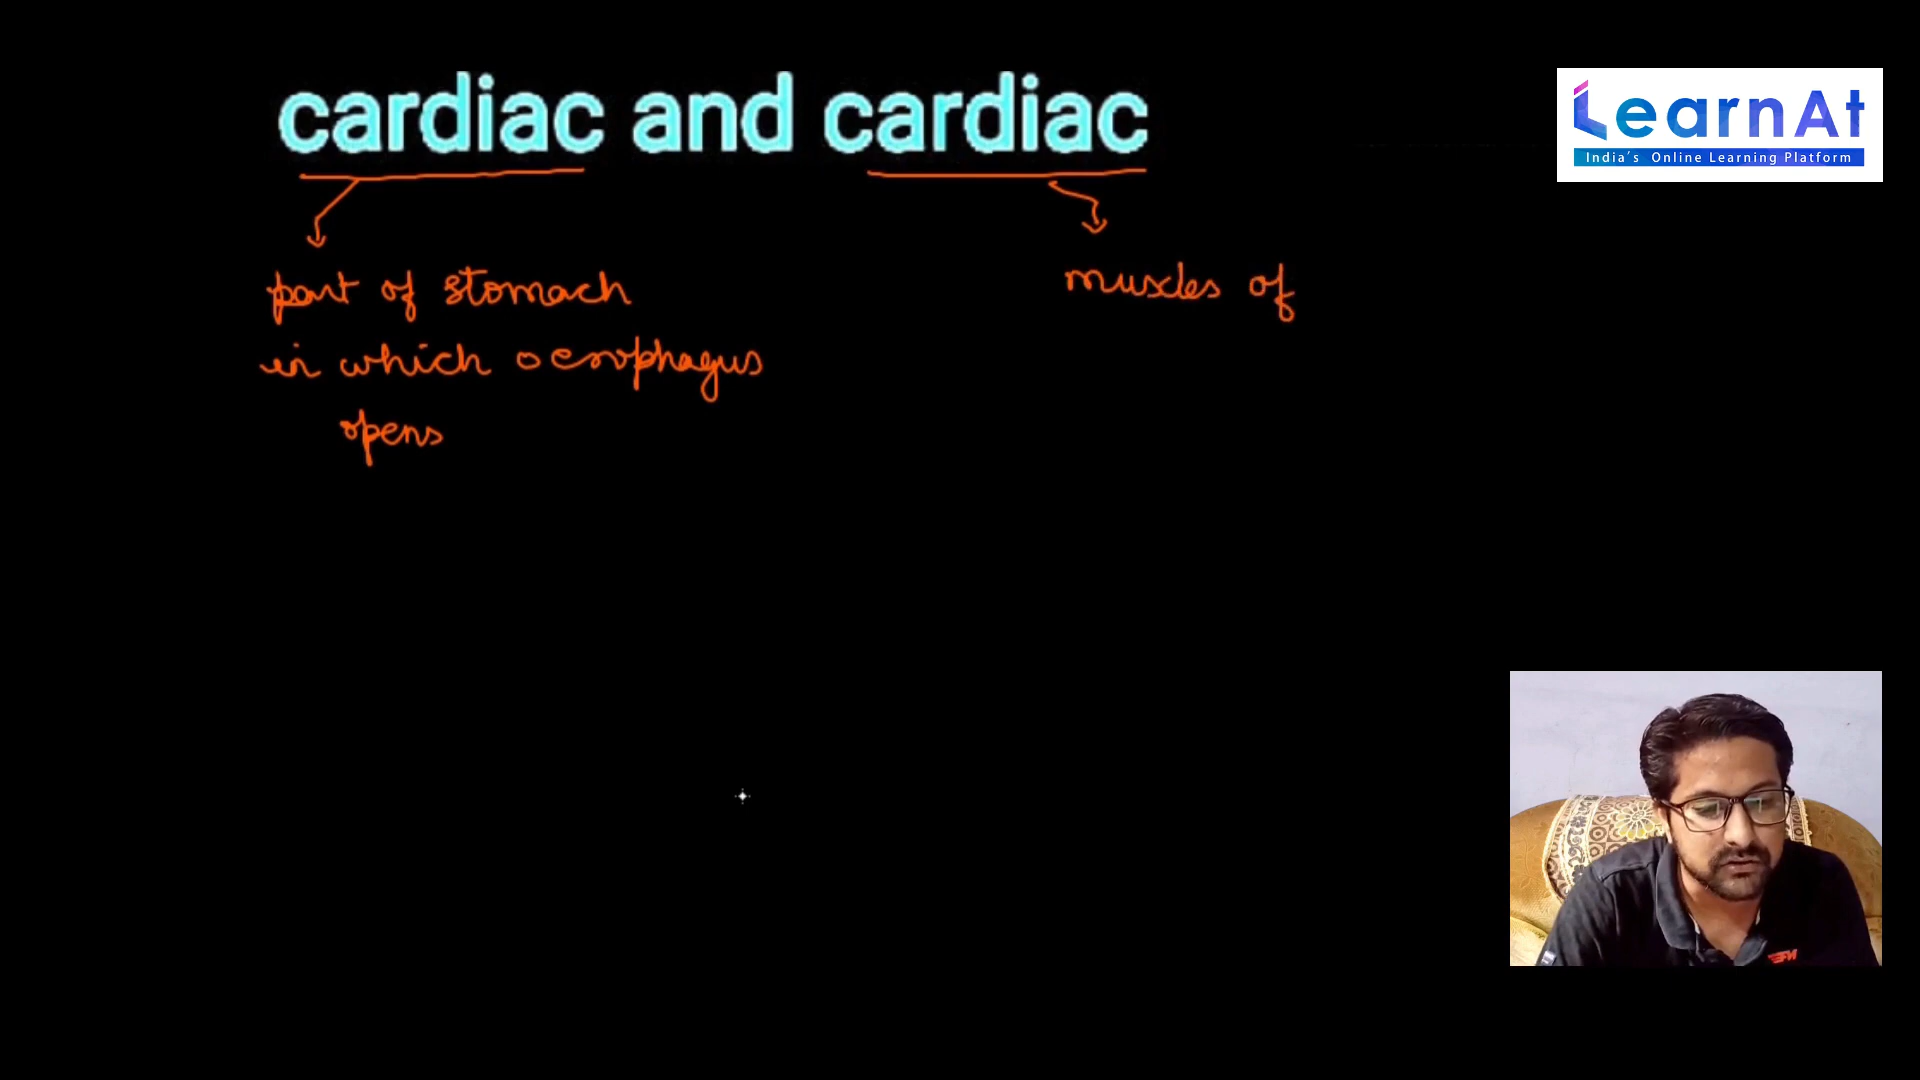 cardiac and cardiac
LearnAt
India's Online Learning Platform
part of stomach
muscles of
in which oesophagus
opens